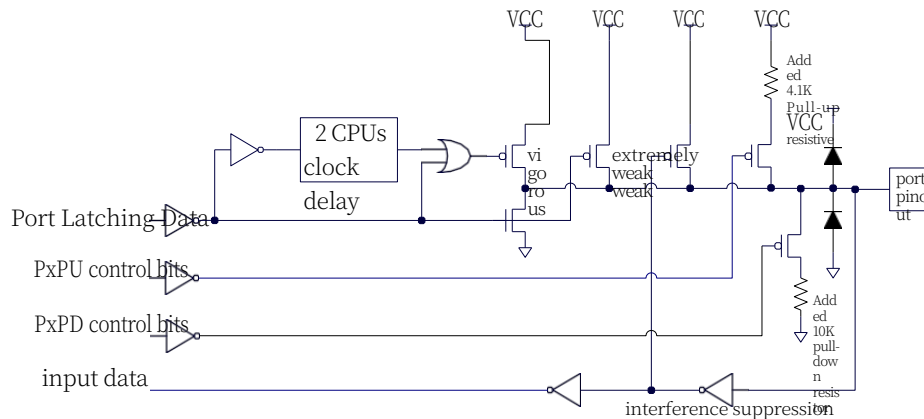 VCC
VCC
VCC
VCC
Add
ed
4.1K
Pull-up
VCC
resistive
2 CPUs
clock
delay
vi
go
ro
us
extremely
weak
weak
port
pino
ut
Port Latching Data
PxPU control bits
PxPD control bits
Add
ed
10K
pull-
dow
n
resis
tor
input data
interference suppression